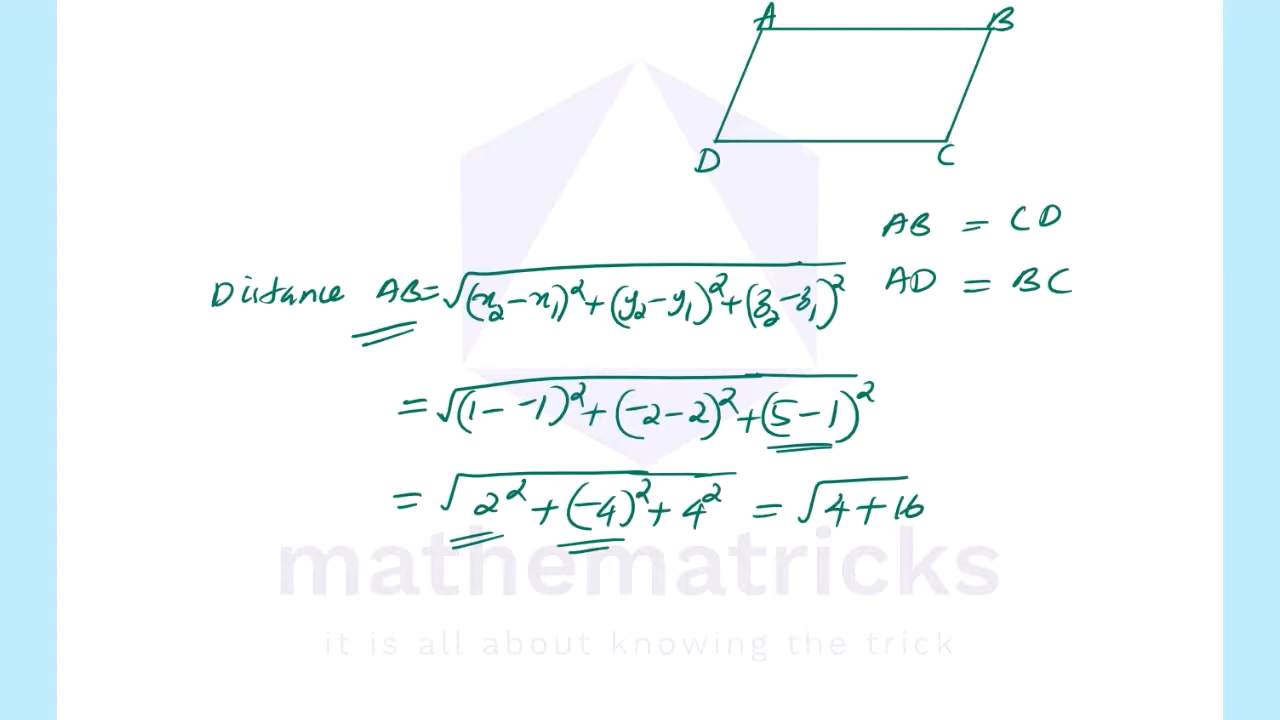 A B
D C
AB = CD
AD = BC
Distance AB = √(x₂ - x₁)² + (y₂ - y₁)² + (z₂ - z₁)²
= √(1 - -1)² + (-2 - 2)² + (5 - 1)²
= √2² + (-4)² + 4² = √4 + 16
mathematricks
it is all about knowing the trick